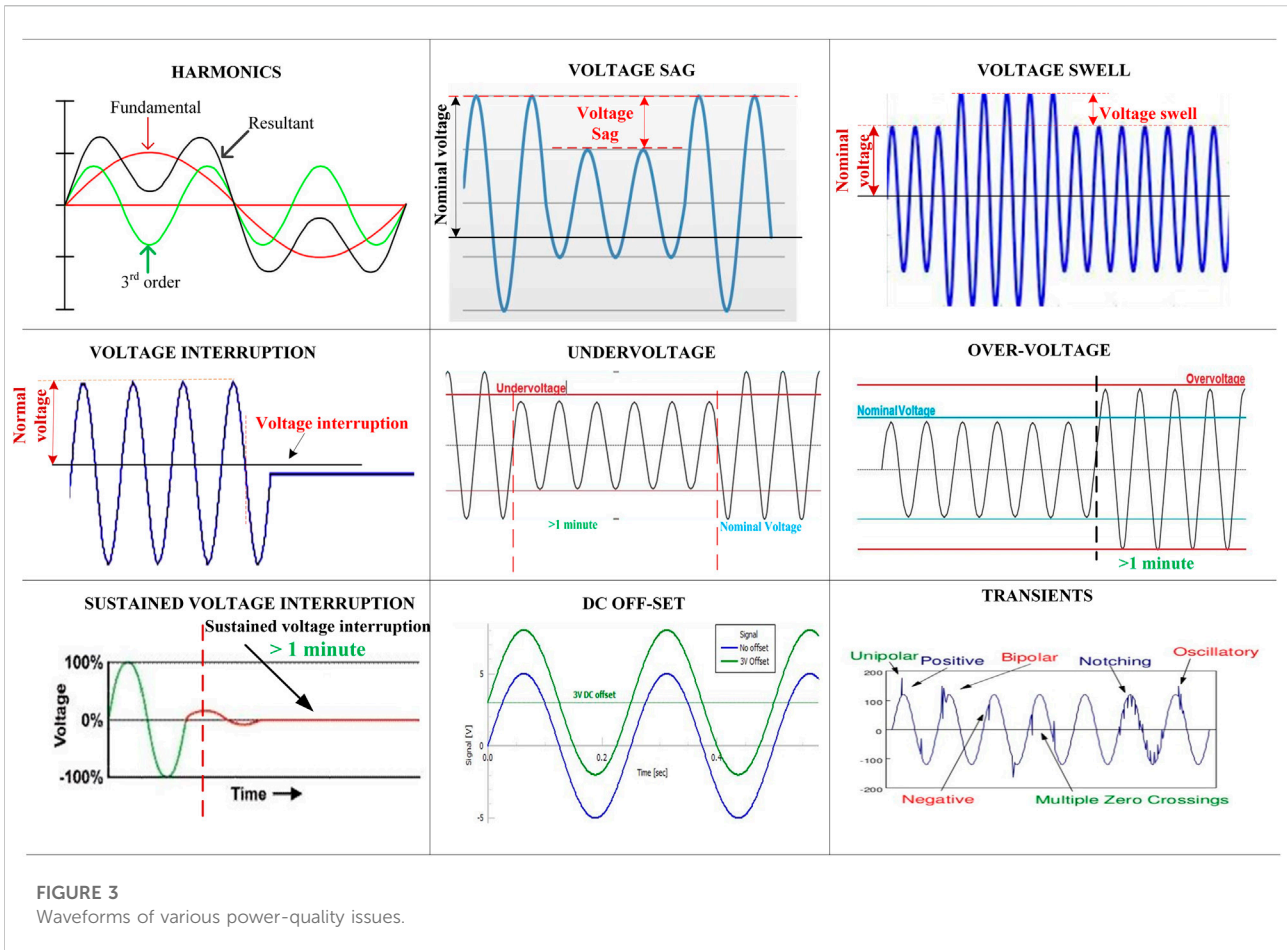 HARMONICS
Fundamental
Resultant
3rd order
VOLTAGE SAG
Nominal voltage
Voltage
Sag
VOLTAGE SWELL
Nominal
voltage
Voltage swell
VOLTAGE INTERRUPTION
Normal
voltage
Voltage interruption
UNDERVOLTAGE
Undervoltage
>1 minute
Nominal Voltage
OVER-VOLTAGE
Overvoltage
Nominal Voltage
>1 minute
SUSTAINED VOLTAGE INTERRUPTION
Sustained voltage interruption
> 1 minute
100%
0%
-100%
Voltage
Time
DC OFF-SET
Signal
No offset
3V Offset
3V DC offset
5
0
-5
Signal [V]
0.0
0.2
0.4
Time [sec]
TRANSIENTS
Unipolar
Positive
Bipolar
Notching
Oscillatory
200
100
0
-100
-200
Negative
Multiple Zero Crossings
FIGURE 3
Waveforms of various power-quality issues.